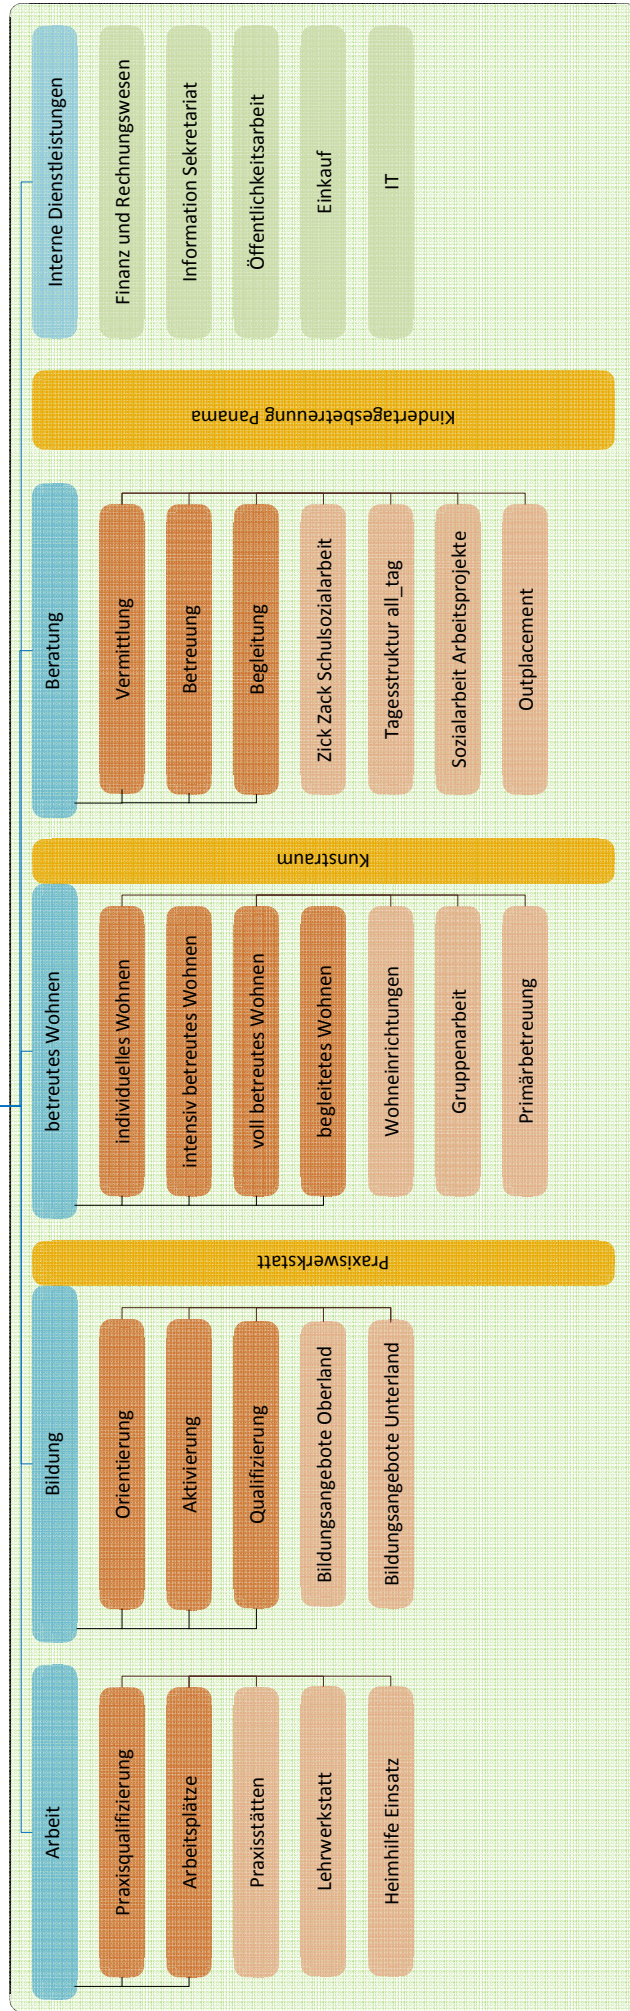 Arbeit
Praxisqualifizierung
Arbeitsplätze
Praxisstätten
Lehrwerkstatt
Heimhilfe Einsatz
Bildung
Orientierung
Aktivierung
Qualifizierung
Bildungsangebote Oberland
Bildungsangebote Unterland
Praxiswerkstatt
betreutes Wohnen
individuelles Wohnen
intensiv betreutes Wohnen
voll betreutes Wohnen
begleitetes Wohnen
Wohneinrichtungen
Gruppenarbeit
Primärbetreuung
Kunstraum
Beratung
Vermittlung
Betreuung
Begleitung
Zick Zack Schulsozialarbeit
Tagesstruktur all_tag
Sozialarbeit Arbeitsprojekte
Outplacement
Kindertagesbetreuung Panama
Interne Dienstleistungen
Finanz und Rechnungswesen
Information Sekretariat
Öffentlichkeitsarbeit
Einkauf
IT